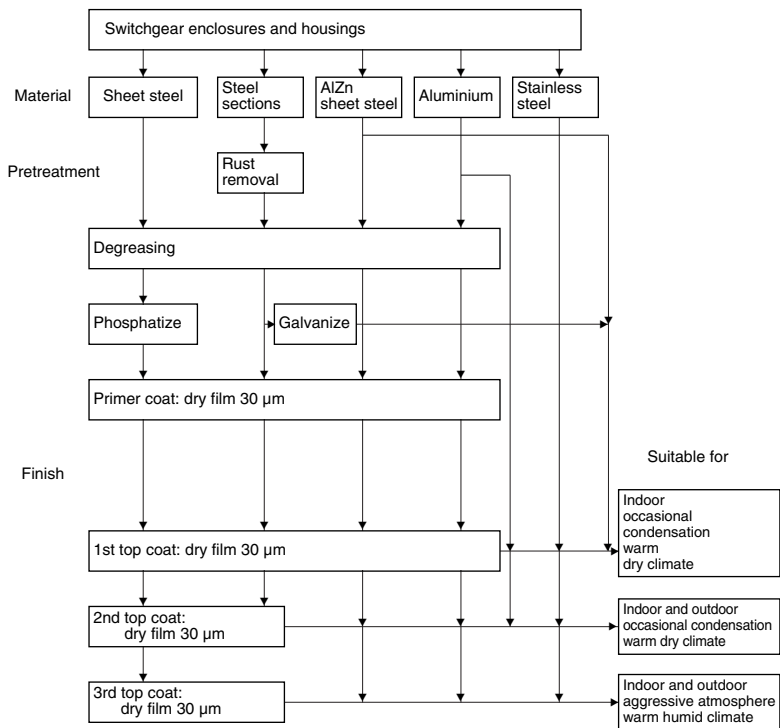 Switchgear enclosures and housings
Material
Sheet steel
Steel
sections
AlZn
sheet steel
Aluminium
Stainless
steel
Pretreatment
Rust
removal
Degreasing
Phosphatize
Galvanize
Primer coat: dry film 30 µm
Finish
Suitable for
1st top coat: dry film 30 µm
Indoor
occasional
condensation
warm
dry climate
2nd top coat:
dry film 30 µm
Indoor and outdoor
occasional condensation
warm dry climate
3rd top coat:
dry film 30 µm
Indoor and outdoor
aggressive atmosphere
warm humid climate